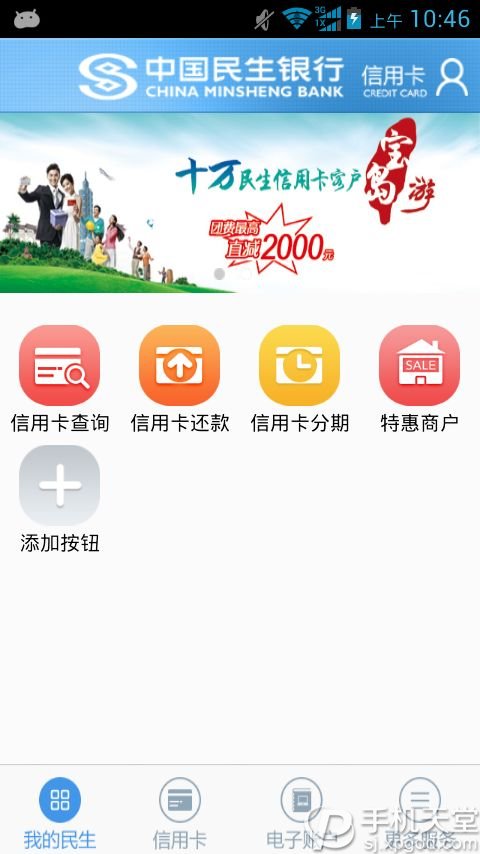 3G
1X
上午 10:46
中国民生银行
CHINA MINSHENG BANK
信用卡
CREDIT CARD
十万民生信用卡客户宝岛游
团费最高
直减2000元
SALE
信用卡查询
信用卡还款
信用卡分期
特惠商户
添加按钮
我的民生
信用卡
电子账户
更多服务
手机天堂
sj.xpgod.com